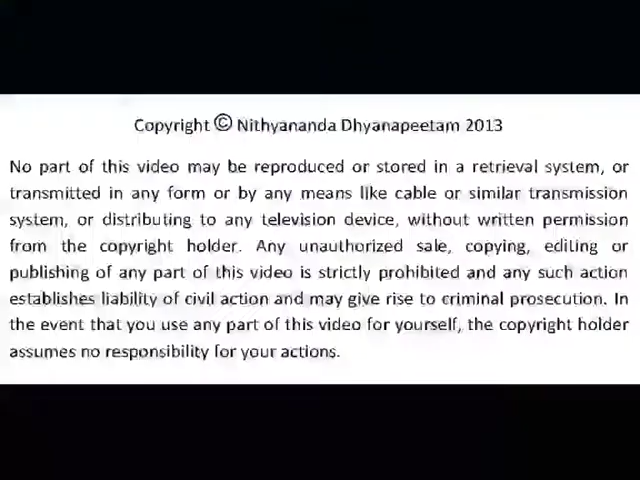 Copyright © Nithyananda Dhyanapeetam 2013
No part of this video may be reproduced or stored in a retrieval system, or
transmitted in any form or by any means like cable or similar transmission
system, or distributing to any television device, without written permission
from the copyright holder. Any unauthorized sale, copying, editing or
publishing of any part of this video is strictly prohibited and any such action
establishes liability of civil action and may give rise to criminal prosecution. In
the event that you use any part of this video for yourself, the copyright holder
assumes no responsibility for your actions.